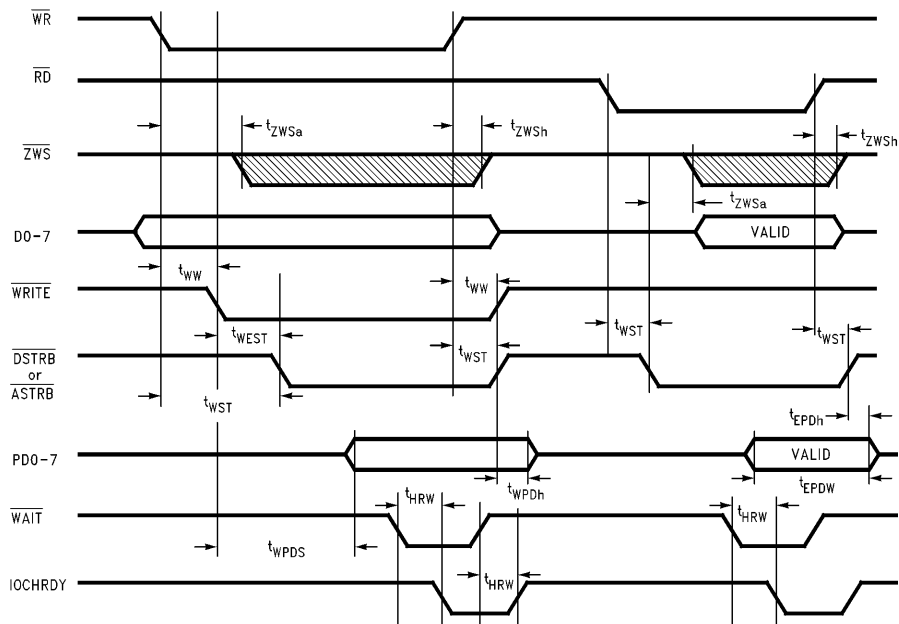 WR
RD
tZWSa
tZWSh
tZWSh
ZWS
tZWSa
D0-7
VALID
tWW
tWW
WRITE
tWEST
tWST
tWST
tWST
DSTRB
or
ASTRB
tWST
tEPDh
PD0-7
VALID
tWPDh
tEPDW
tHRW
tHRW
WAIT
tWPDS
tHRW
IOCHRDY